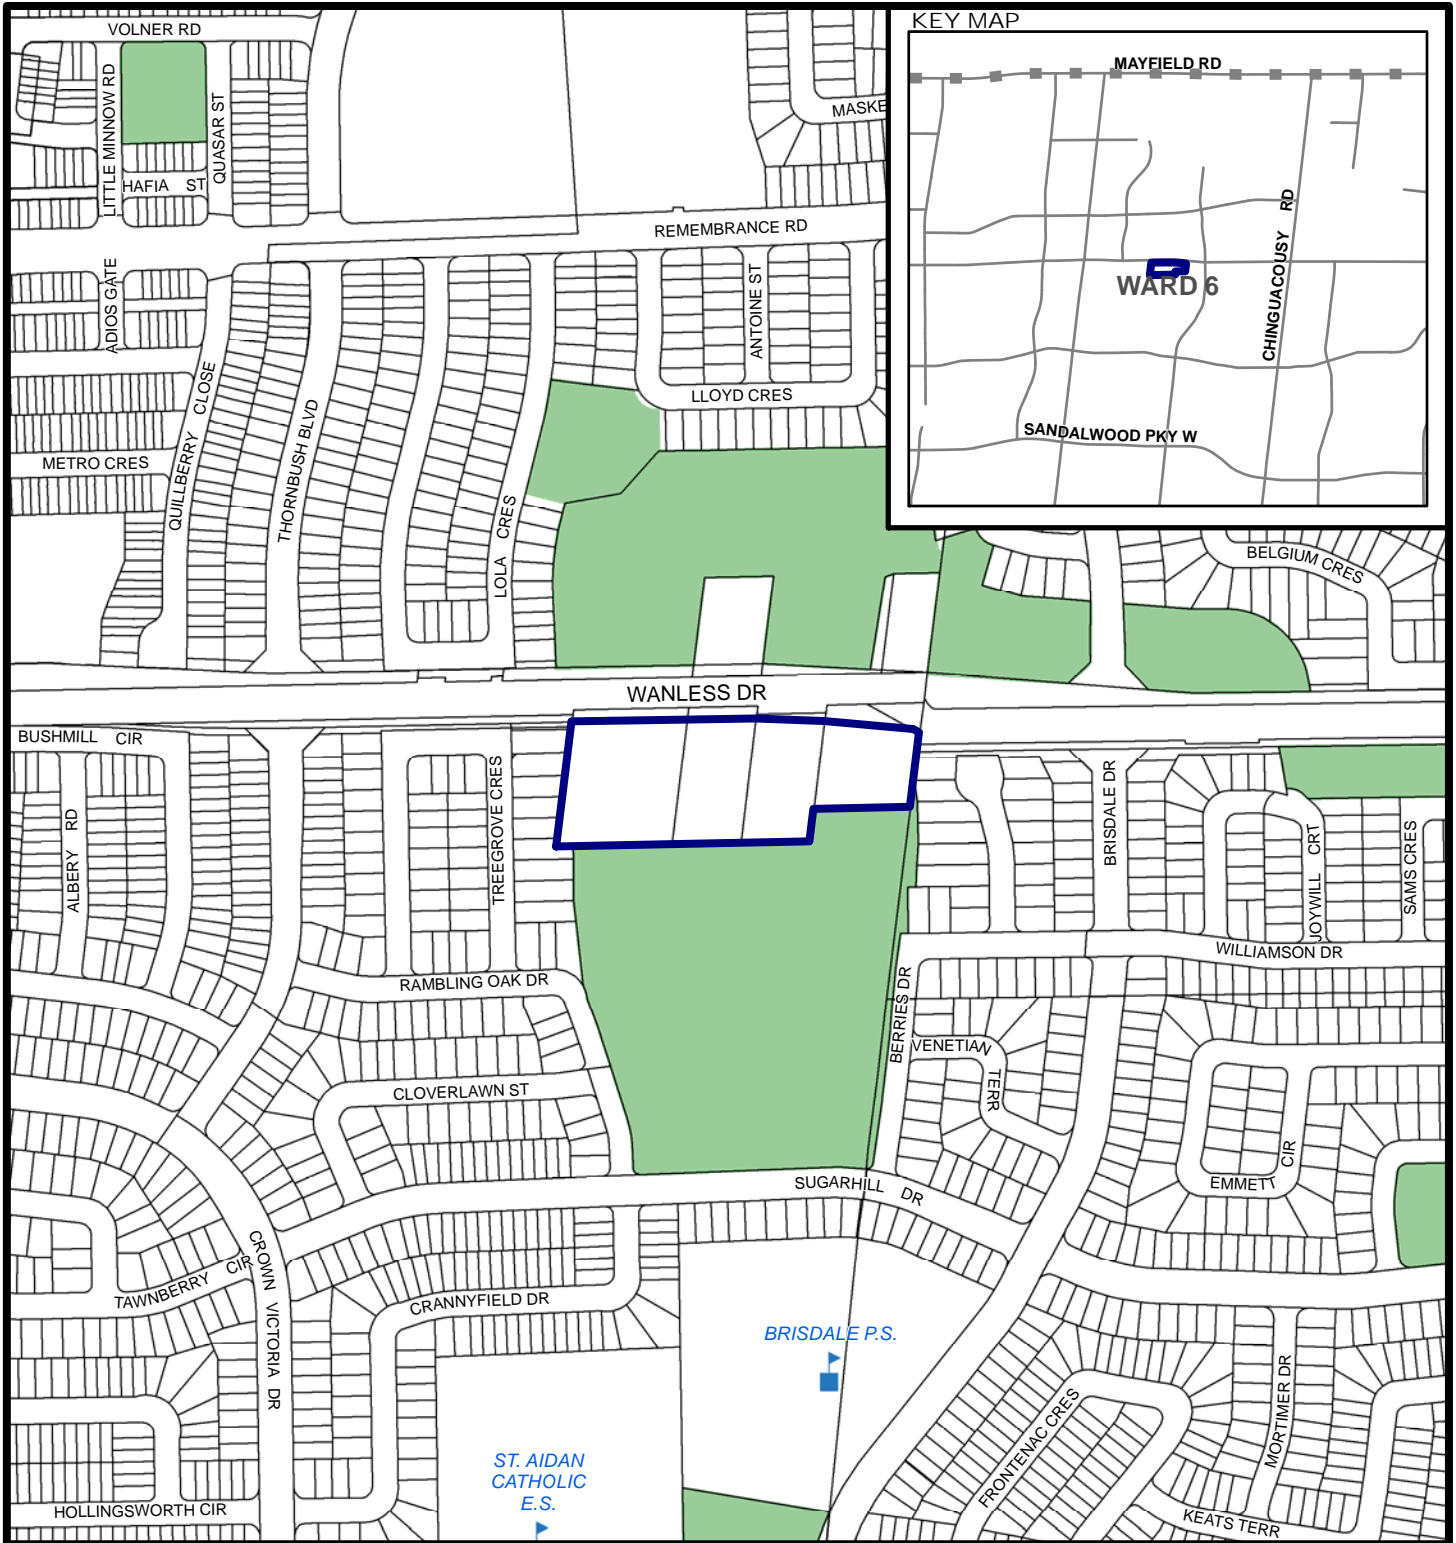 KEY MAP
MAYFIELD RD
CHINGUACOUSY RD
WARD 6
SANDALWOOD PKY W
VOLNER RD
LITTLE MINNOW RD
QUASAR ST
HAFIA ST
MASKE
REMEMBRANCE RD
ADIOS GATE
ANTOINE ST
QUILLBERRY CLOSE
THORNBUSH BLVD
LLOYD CRES
METRO CRES
LOLA CRES
BELGIUM CRES
WANLESS DR
BUSHMILL CIR
ALBERY RD
TREEGROVE CRES
BRISDALE DR
JOYWILL CRT
SAMS CRES
WILLIAMSON DR
RAMBLING OAK DR
BERRIES DR
VENETIAN TERR
CLOVERLAWN ST
EMMETT CIR
SUGARHILL DR
CROWN VICTORIA DR
TAWNBERRY CIR
CRANNYFIELD DR
BRISDALE P.S.
MORTIMER DR
FRONTENAC CRES
ST. AIDAN
CATHOLIC
E.S.
HOLLINGSWORTH CIR
KEATS TERR